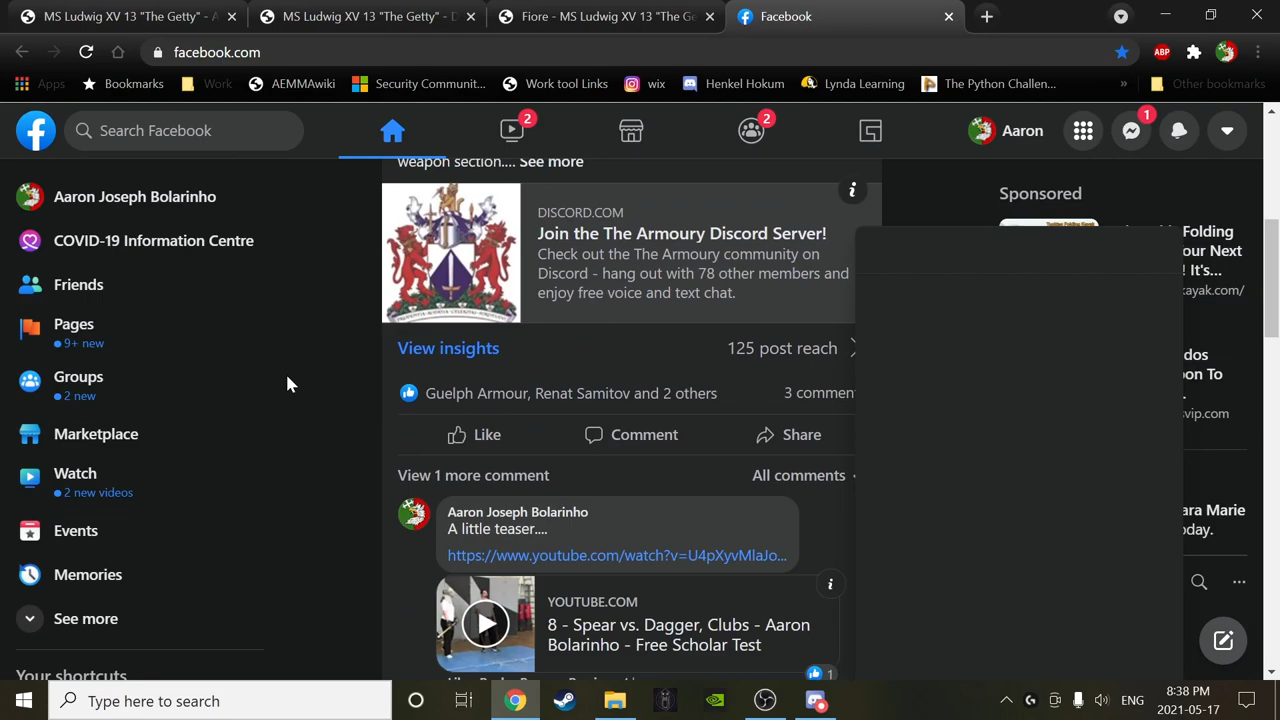 MS Ludwig XV 13 "The Getty" - A
MS Ludwig XV 13 "The Getty" - D
Fiore - MS Ludwig XV 13 "The Ge
Facebook
facebook.com
ABP
Apps
Bookmarks
Work
AEMMAwiki
Security Communit...
Work tool Links
wix
Henkel Hokum
Lynda Learning
The Python Challen...
»
Other bookmarks
Search Facebook
2
2
Aaron
1
weapon section.... See more
Aaron Joseph Bolarinho
COVID-19 Information Centre
Friends
Pages
9+ new
Groups
2 new
Marketplace
Watch
2 new videos
Events
Memories
See more
Your shortcuts
DISCORD.COM
Join the The Armoury Discord Server!
Check out the The Armoury community on
Discord - hang out with 78 other members and
enjoy free voice and text chat.
View insights
125 post reach
Guelph Armour, Renat Samitov and 2 others
3 commen
Like
Comment
Share
View 1 more comment
All comments
Aaron Joseph Bolarinho
A little teaser....
https://www.youtube.com/watch?v=U4pXyvMlaJo...
YOUTUBE.COM
8 - Spear vs. Dagger, Clubs - Aaron
Bolarinho - Free Scholar Test
1
Sponsored
Folding
our Next
! It's...
kayak.com/
dos
on To
svip.com
ara Marie
oday.
Type here to search
ENG
8:38 PM
2021-05-17